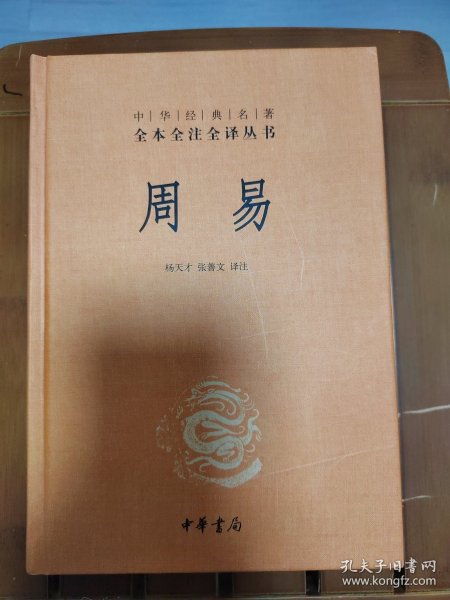 中|华|经|典|名|著
全本全注全译丛书
周易
杨天才 张善文 译注
中華書局
孔夫子旧书网
www.kongfz.com